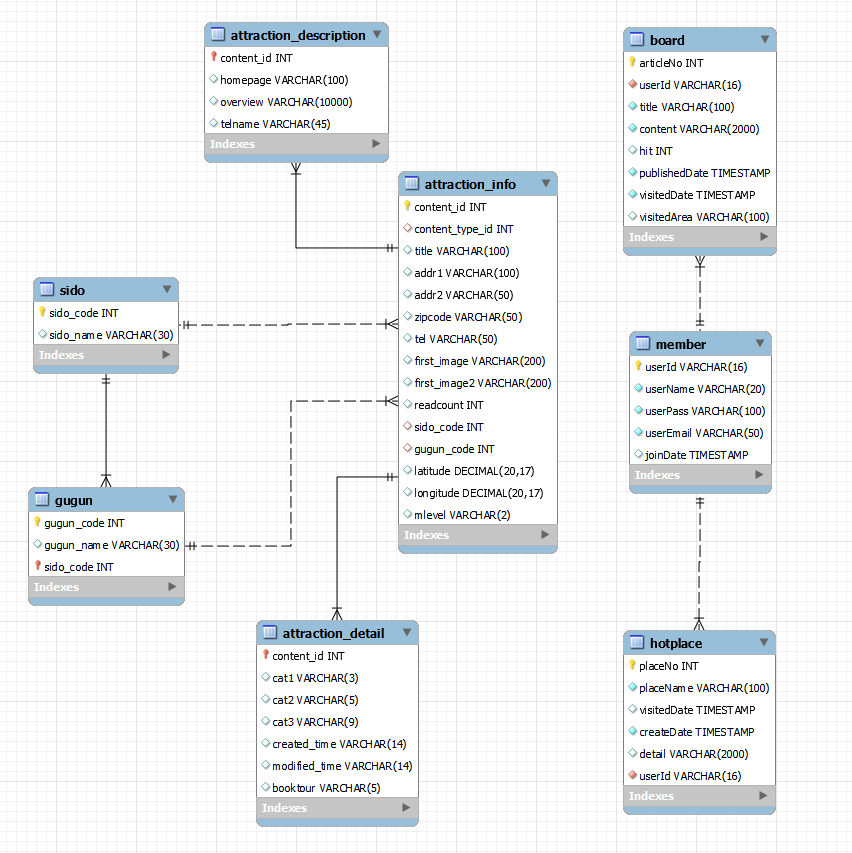 attraction_description
content_id INT
homepage VARCHAR(100)
overview VARCHAR(10000)
telname VARCHAR(45)
Indexes
board
articleNo INT
userId VARCHAR(16)
title VARCHAR(100)
content VARCHAR(2000)
hit INT
publishedDate TIMESTAMP
visitedDate TIMESTAMP
visitedArea VARCHAR(100)
Indexes
attraction_info
content_id INT
content_type_id INT
title VARCHAR(100)
addr1 VARCHAR(100)
addr2 VARCHAR(50)
zipcode VARCHAR(50)
tel VARCHAR(50)
first_image VARCHAR(200)
first_image2 VARCHAR(200)
readcount INT
sido_code INT
gugun_code INT
latitude DECIMAL(20,17)
longitude DECIMAL(20,17)
mlevel VARCHAR(2)
Indexes
sido
sido_code INT
sido_name VARCHAR(30)
Indexes
member
userId VARCHAR(16)
userName VARCHAR(20)
userPass VARCHAR(100)
userEmail VARCHAR(50)
joinDate TIMESTAMP
Indexes
gugun
gugun_code INT
gugun_name VARCHAR(30)
sido_code INT
Indexes
attraction_detail
content_id INT
cat1 VARCHAR(3)
cat2 VARCHAR(5)
cat3 VARCHAR(9)
created_time VARCHAR(14)
modified_time VARCHAR(14)
booktour VARCHAR(5)
Indexes
hotplace
placeNo INT
placeName VARCHAR(100)
visitedDate TIMESTAMP
createDate TIMESTAMP
detail VARCHAR(2000)
userId VARCHAR(16)
Indexes